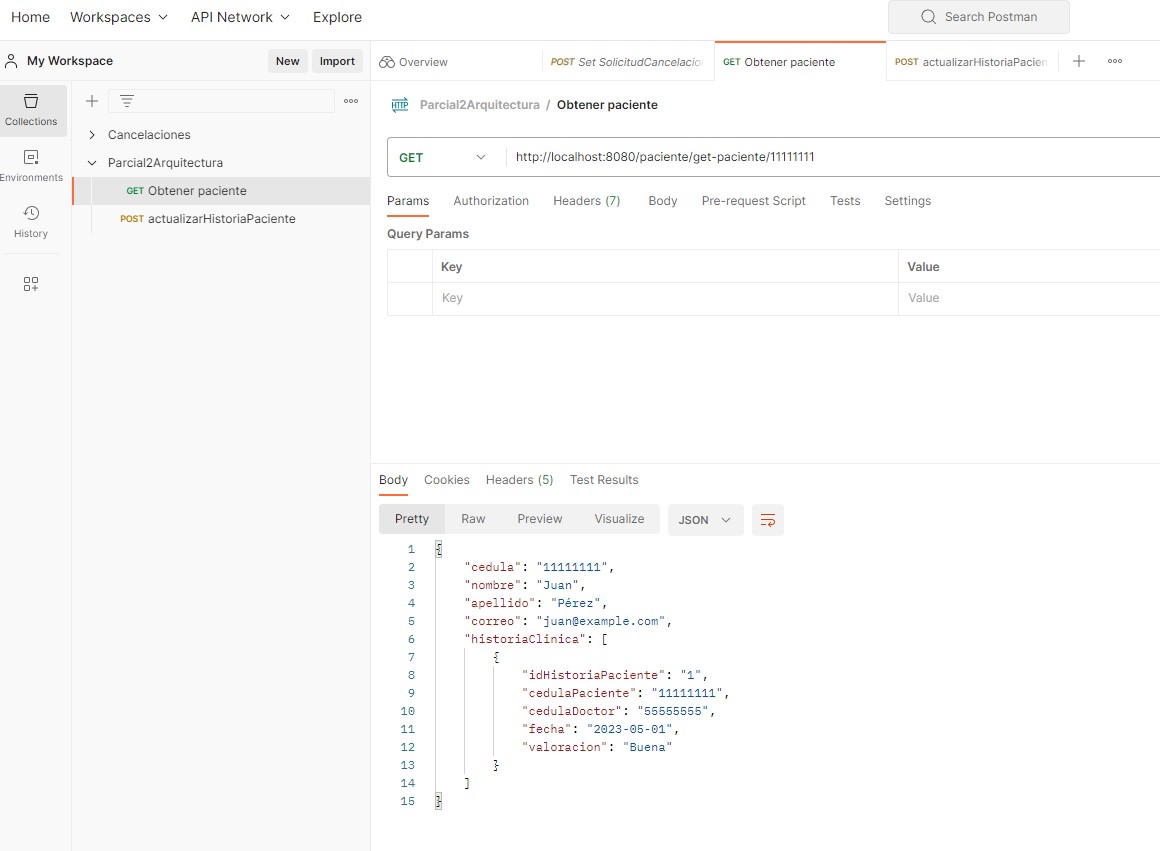 Home Workspaces API Network Explore Search Postman
My Workspace New Import
Overview POST Set SolicitudCancelacio GET Obtener paciente POST actualizarHistoriaPacien
Collections
Environments
History
Cancelaciones
Parcial2Arquitectura
GET Obtener paciente
POST actualizarHistoriaPaciente
HTTP Parcial2Arquitectura / Obtener paciente
GET http://localhost:8080/paciente/get-paciente/11111111
Params Authorization Headers (7) Body Pre-request Script Tests Settings
Query Params
Key Value
Key Value
Body Cookies Headers (5) Test Results
Pretty Raw Preview Visualize JSON
1 {
2 "cedula": "11111111",
3 "nombre": "Juan",
4 "apellido": "Pérez",
5 "correo": "juan@example.com",
6 "historiaClinica": [
7 {
8 "idHistoriaPaciente": "1",
9 "cedulaPaciente": "11111111",
10 "cedulaDoctor": "55555555",
11 "fecha": "2023-05-01",
12 "valoracion": "Buena"
13 }
14 ]
15 }